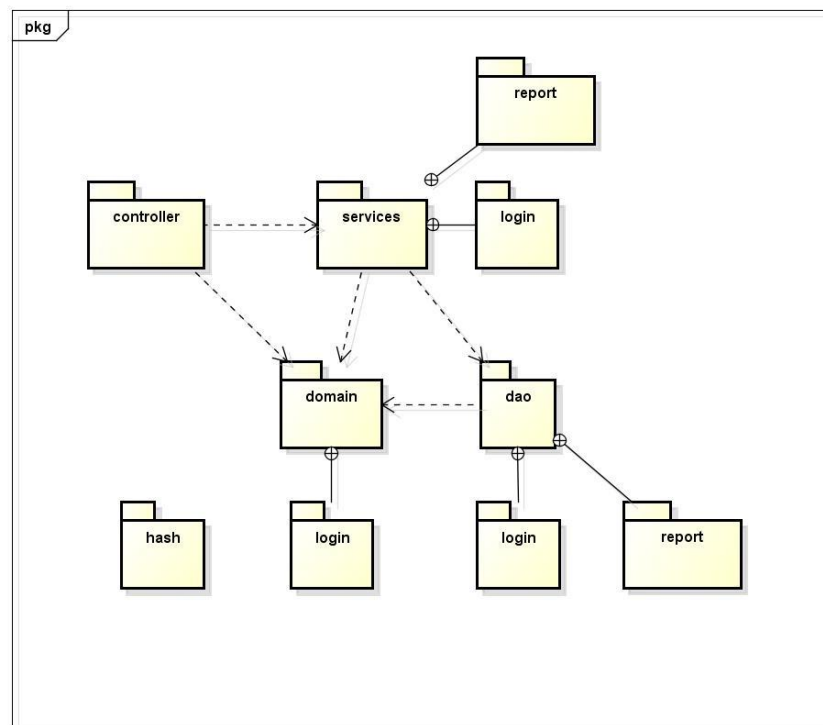 pkg
report
controller
services
login
domain
dao
hash
login
login
report